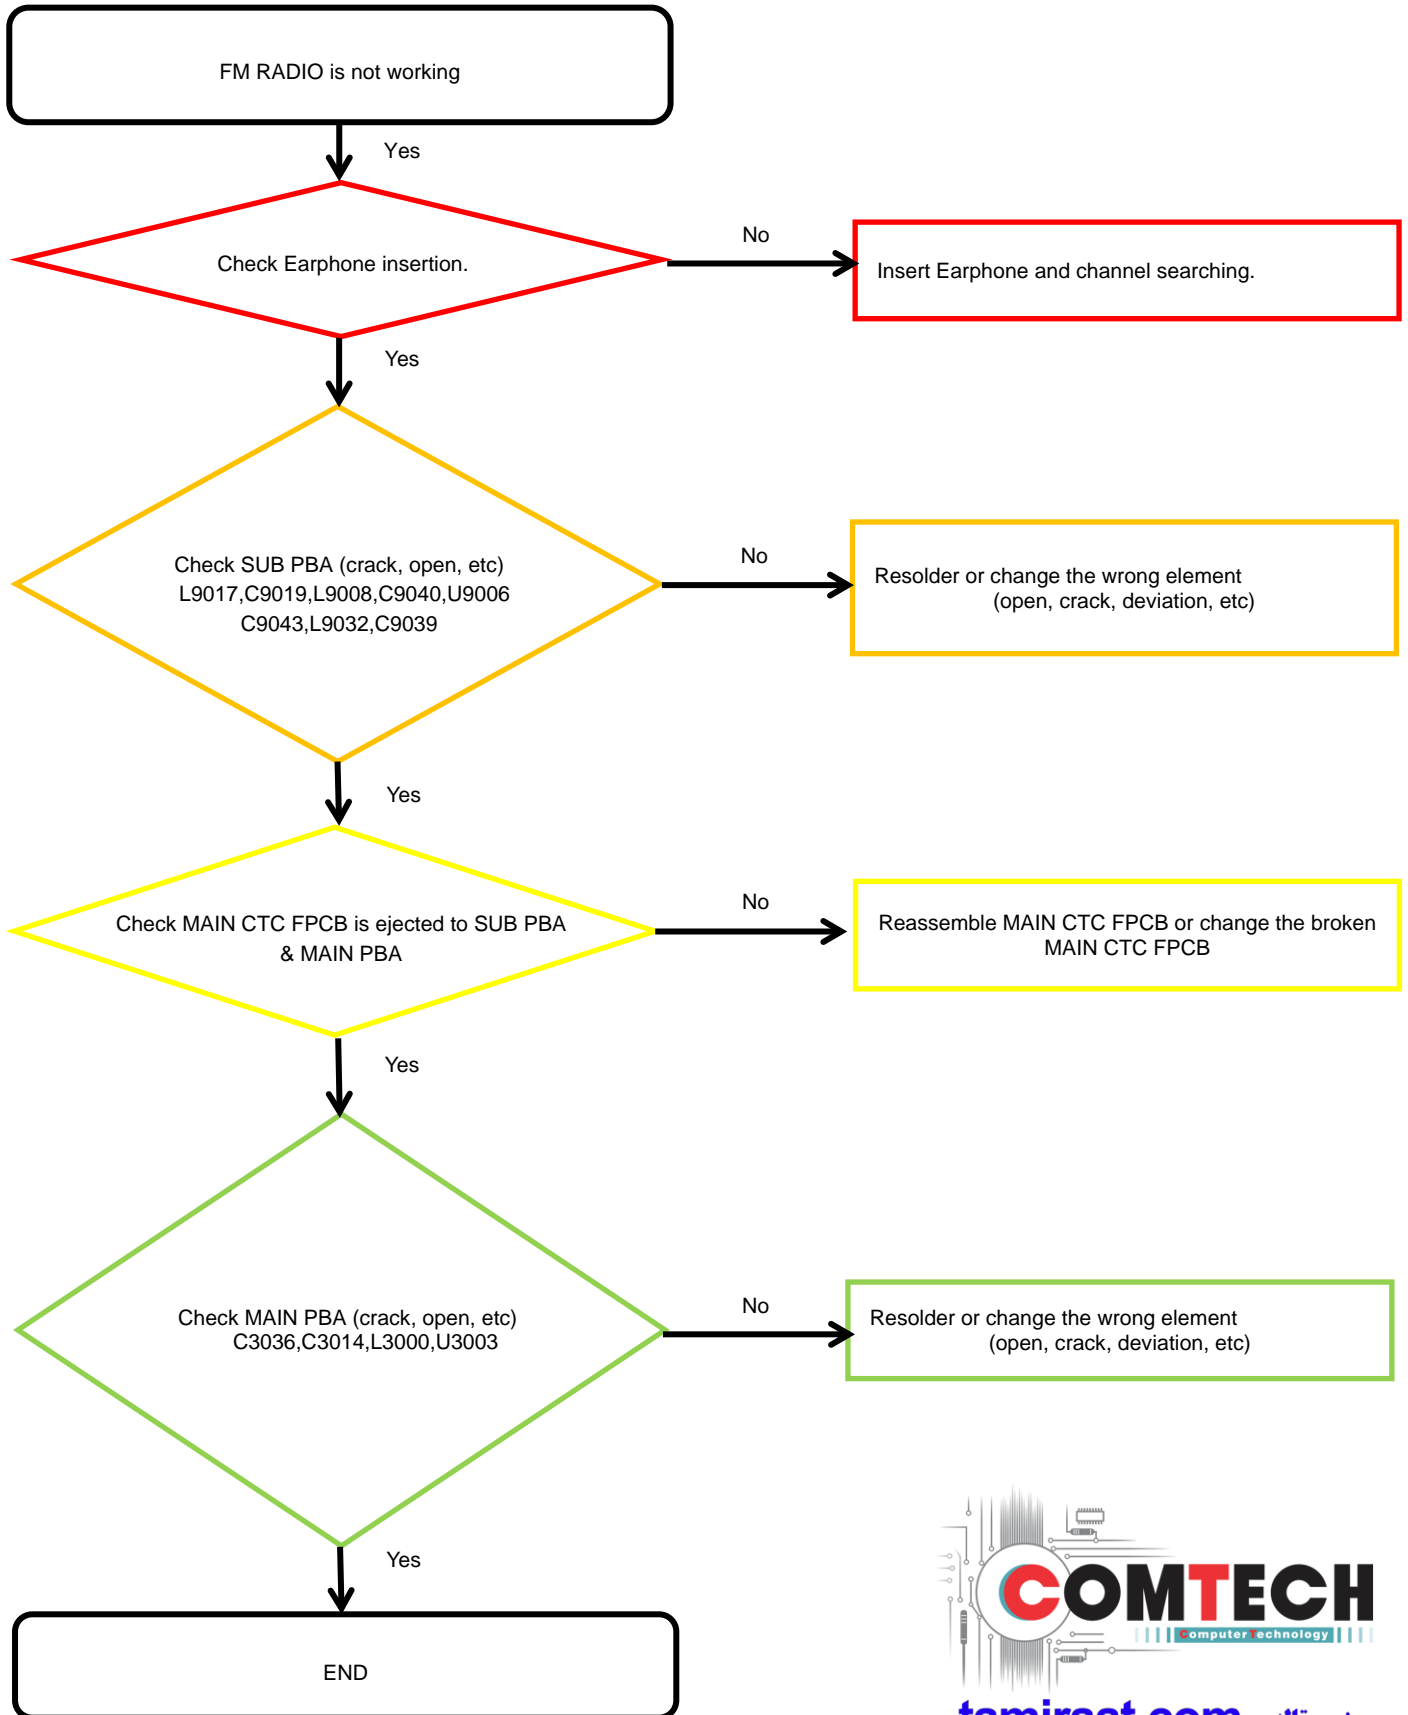 FM RADIO is not working
Yes
Check Earphone insertion.
No
Insert Earphone and channel searching.
Yes
Check SUB PBA (crack, open, etc)
L9017,C9019,L9008,C9040,U9006
C9043,L9032,C9039
No
Resolder or change the wrong element
(open, crack, deviation, etc)
Yes
Check MAIN CTC FPCB is ejected to SUB PBA
& MAIN PBA
No
Reassemble MAIN CTC FPCB or change the broken
MAIN CTC FPCB
Yes
Check MAIN PBA (crack, open, etc)
C3036,C3014,L3000,U3003
No
Resolder or change the wrong element
(open, crack, deviation, etc)
Yes
END
COMTECH
ComputerTechnology
tamiraat.com